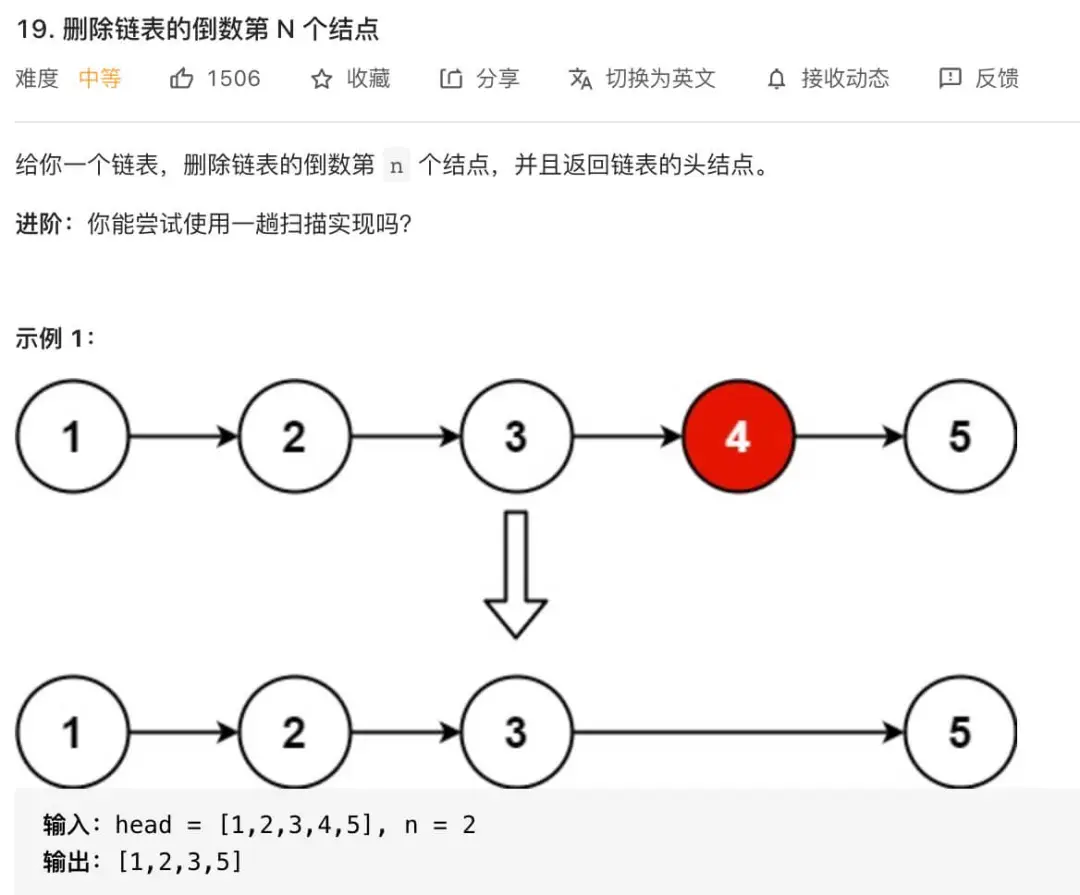 19. 删除链表的倒数第 N 个结点
难度 中等 1506 收藏 分享 切换为英文 接收动态 反馈
给你一个链表，删除链表的倒数第 n 个结点，并且返回链表的头结点。
进阶：你能尝试使用一趟扫描实现吗？
示例 1：
1 2 3 4 5
1 2 3 5
输入：head = [1,2,3,4,5], n = 2
输出：[1,2,3,5]